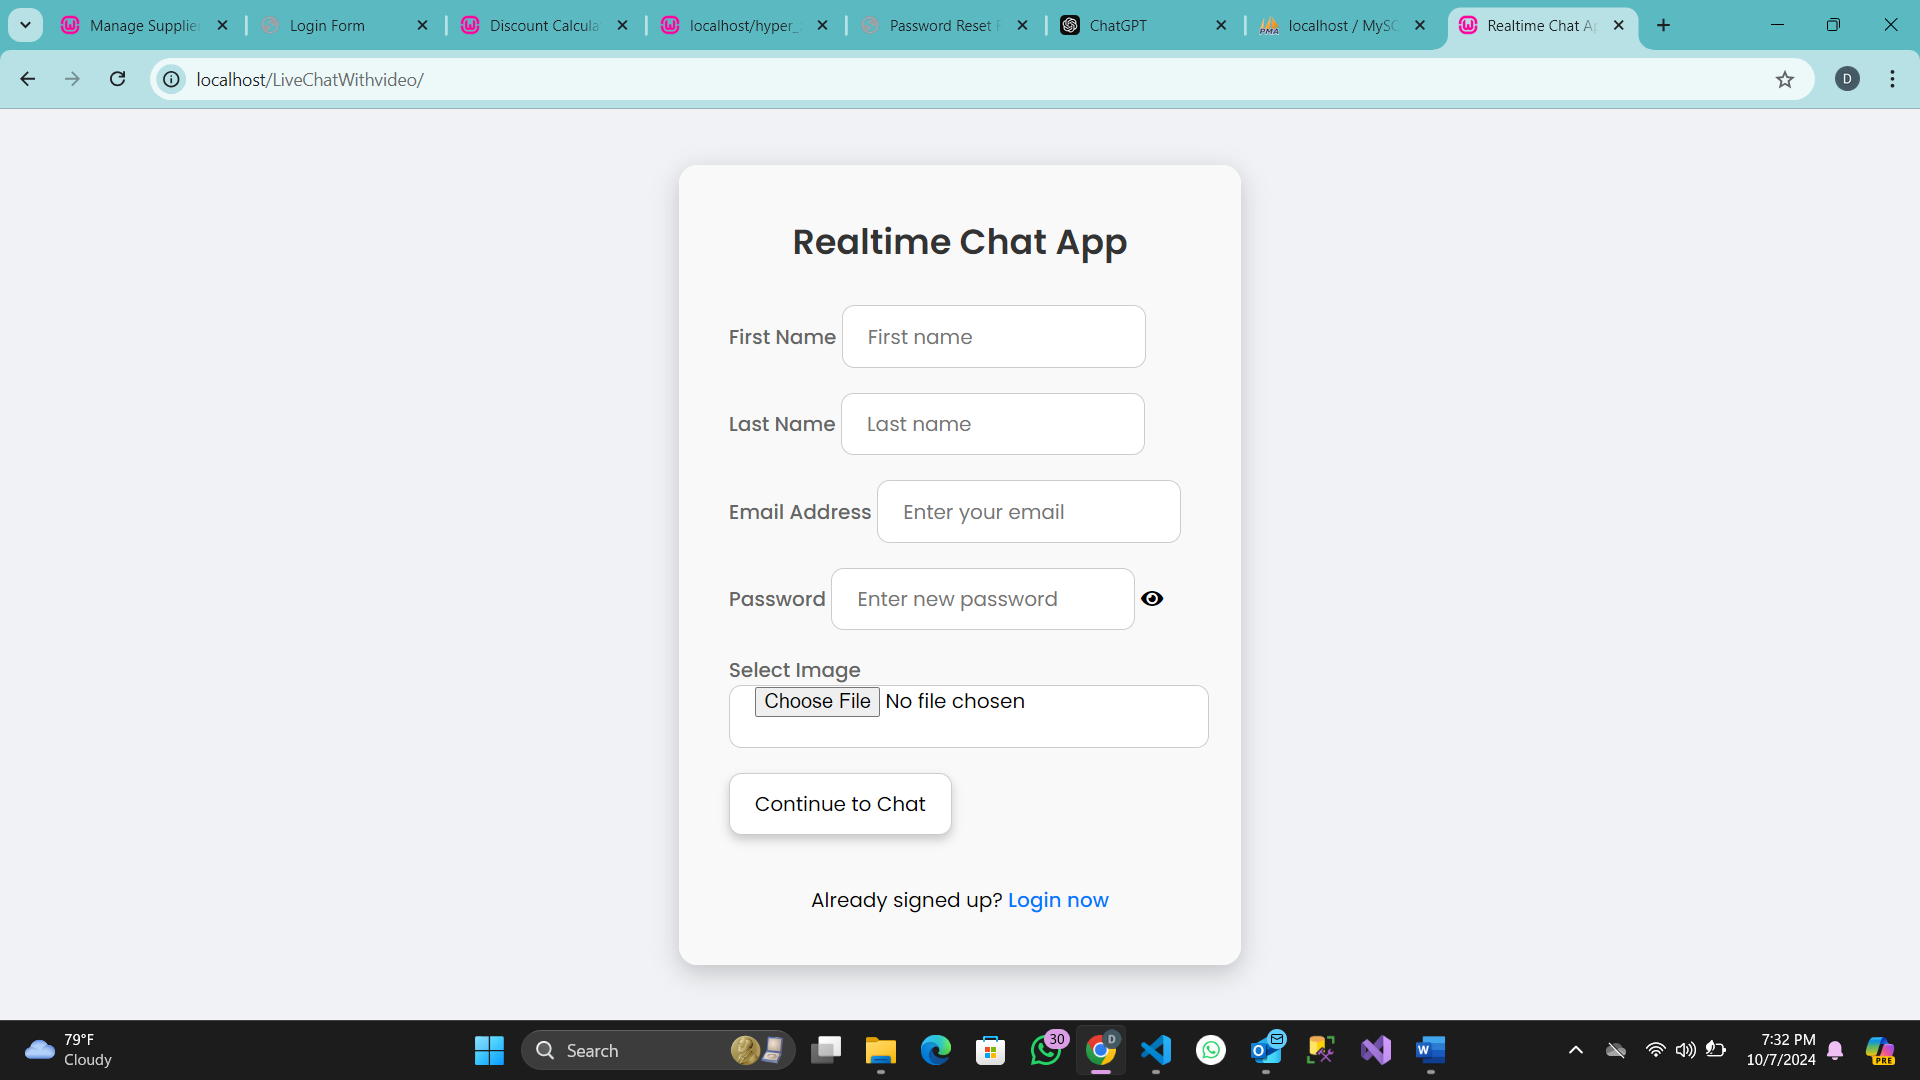 Manage Supplie
Login Form
Discount Calcula
localhost/hyper_
Password Reset
ChatGPT
localhost / MySQ
Realtime Chat Ap
localhost/LiveChatWithvideo/
D
Realtime Chat App
First Name
First name
Last Name
Last name
Email Address
Enter your email
Password
Enter new password
Select Image
Choose File No file chosen
Continue to Chat
Already signed up? Login now
79°F
Cloudy
Search
30
D
7:32 PM
10/7/2024
PRE